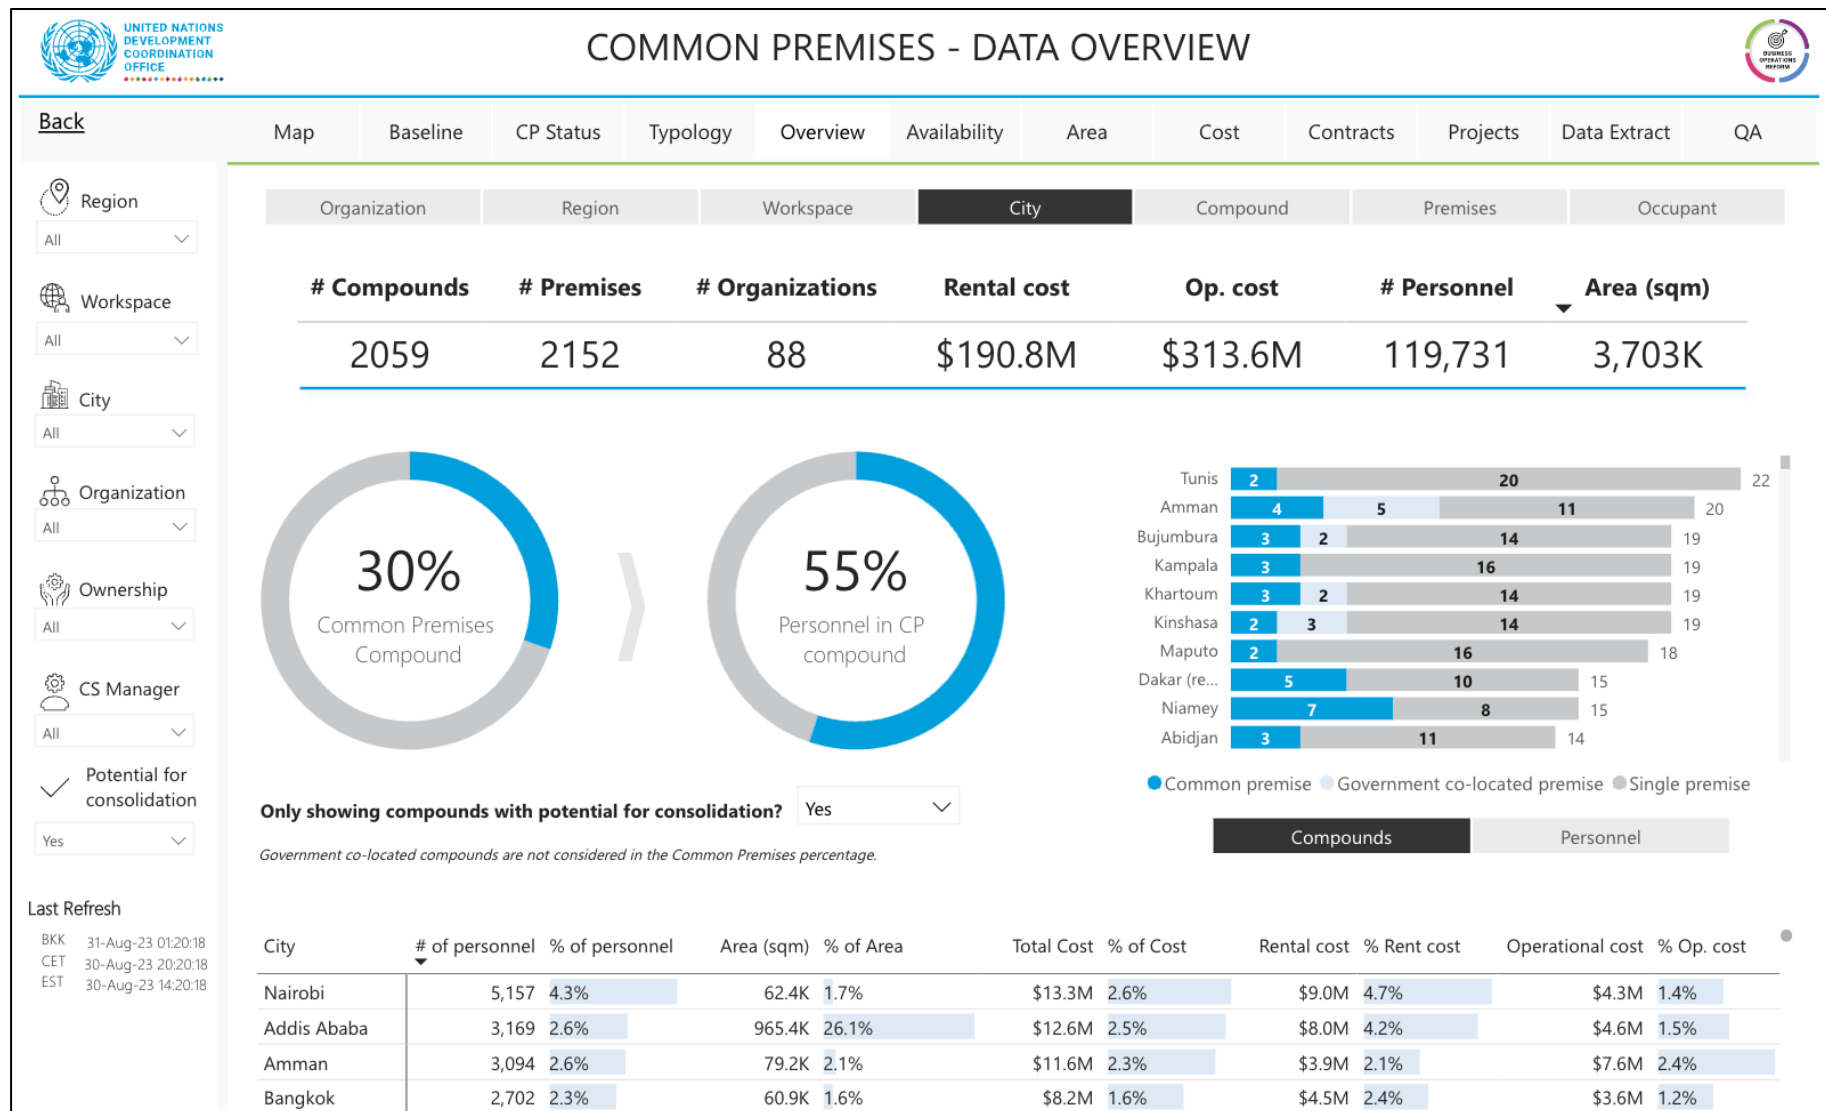 UNITED NATIONS
DEVELOPMENT
COORDINATION
OFFICE
COMMON PREMISES - DATA OVERVIEW
BUSINESS
OPERATIONS
REFORM
Back
Map Baseline CP Status Typology Overview Availability Area Cost Contracts Projects Data Extract QA
Region
All
Workspace
All
City
All
Organization
All
Ownership
All
CS Manager
All
Potential for
consolidation
Yes
Last Refresh
BKK 31-Aug-23 01:20:18
CET 30-Aug-23 20:20:18
EST 30-Aug-23 14:20:18
Organization Region Workspace City Compound Premises Occupant
# Compounds # Premises # Organizations Rental cost Op. cost # Personnel Area (sqm)
2059 2152 88 $190.8M $313.6M 119,731 3,703K
30%
Common Premises
Compound
55%
Personnel in CP
compound
Tunis 2 20 22
Amman 4 5 11 20
Bujumbura 3 2 14 19
Kampala 3 16 19
Khartoum 3 2 14 19
Kinshasa 2 3 14 19
Maputo 2 16 18
Dakar (re... 5 10 15
Niamey 7 8 15
Abidjan 3 11 14
Common premise Government co-located premise Single premise
Compounds Personnel
Only showing compounds with potential for consolidation? Yes
Government co-located compounds are not considered in the Common Premises percentage.
City # of personnel % of personnel Area (sqm) % of Area Total Cost % of Cost Rental cost % Rent cost Operational cost % Op. cost
Nairobi 5,157 4.3% 62.4K 1.7% $13.3M 2.6% $9.0M 4.7% $4.3M 1.4%
Addis Ababa 3,169 2.6% 965.4K 26.1% $12.6M 2.5% $8.0M 4.2% $4.6M 1.5%
Amman 3,094 2.6% 79.2K 2.1% $11.6M 2.3% $3.9M 2.1% $7.6M 2.4%
Bangkok 2,702 2.3% 60.9K 1.6% $8.2M 1.6% $4.5M 2.4% $3.6M 1.2%